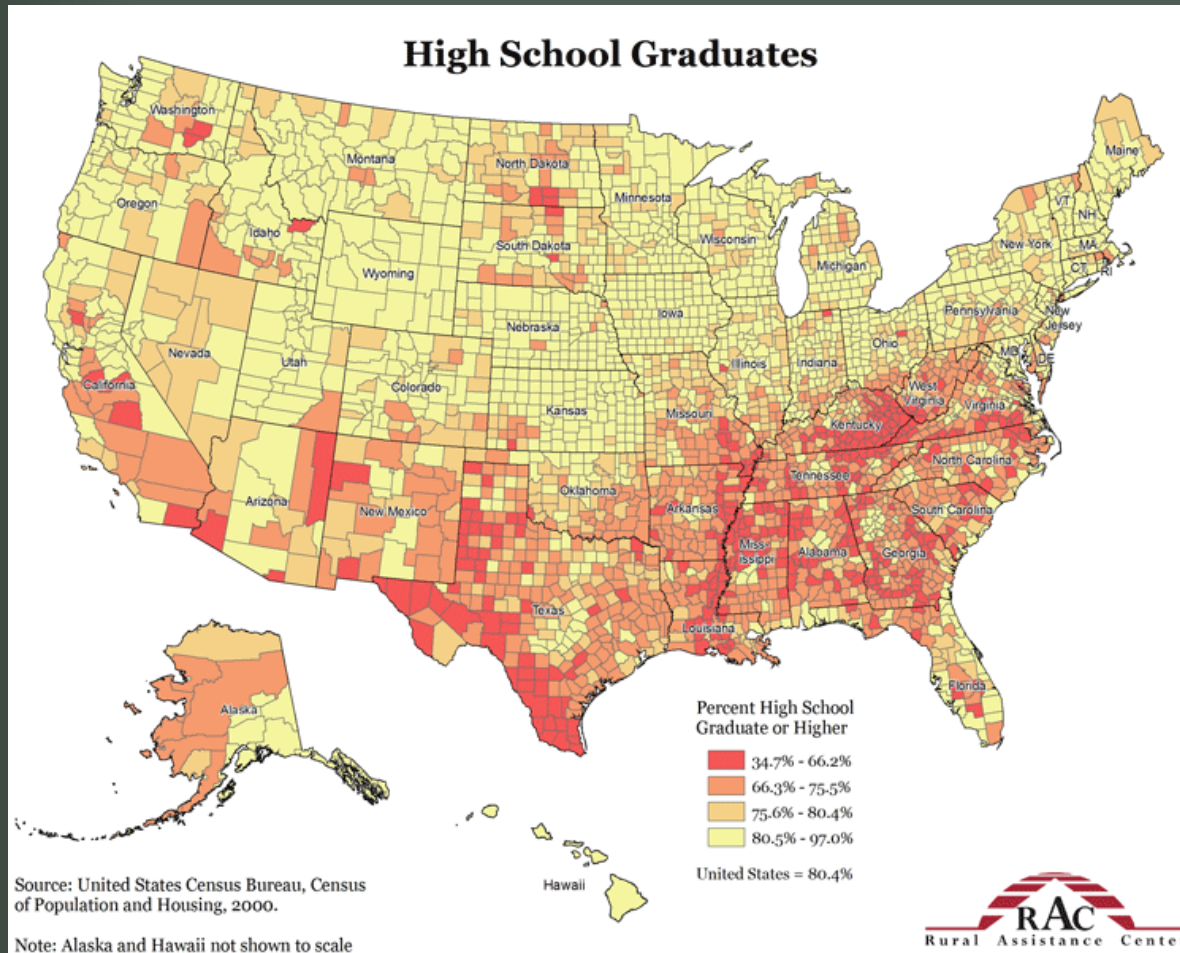 High School Graduates
Washington
Montana
North Dakota
Minnesota
Maine
Oregon
Idaho
Wyoming
South Dakota
Wisconsin
Michigan
New York
VT
NH
MA
CT
RI
Nevada
Utah
Colorado
Nebraska
Iowa
Illinois
Indiana
Ohio
Pennsylvania
New
Jersey
MD
DE
California
Kansas
Missouri
West
Virginia
Virginia
Kentucky
Arizona
New Mexico
Oklahoma
Arkansas
Tennessee
North Carolina
South Carolina
Texas
Louisiana
Miss-
issippi
Alabama
Georgia
Florida
Alaska
Hawaii
Percent High School
Graduate or Higher
34.7% - 66.2%
66.3% - 75.5%
75.6% - 80.4%
80.5% - 97.0%
United States = 80.4%
Source: United States Census Bureau, Census
of Population and Housing, 2000.
Note: Alaska and Hawaii not shown to scale
RAC
Rural Assistance Cente